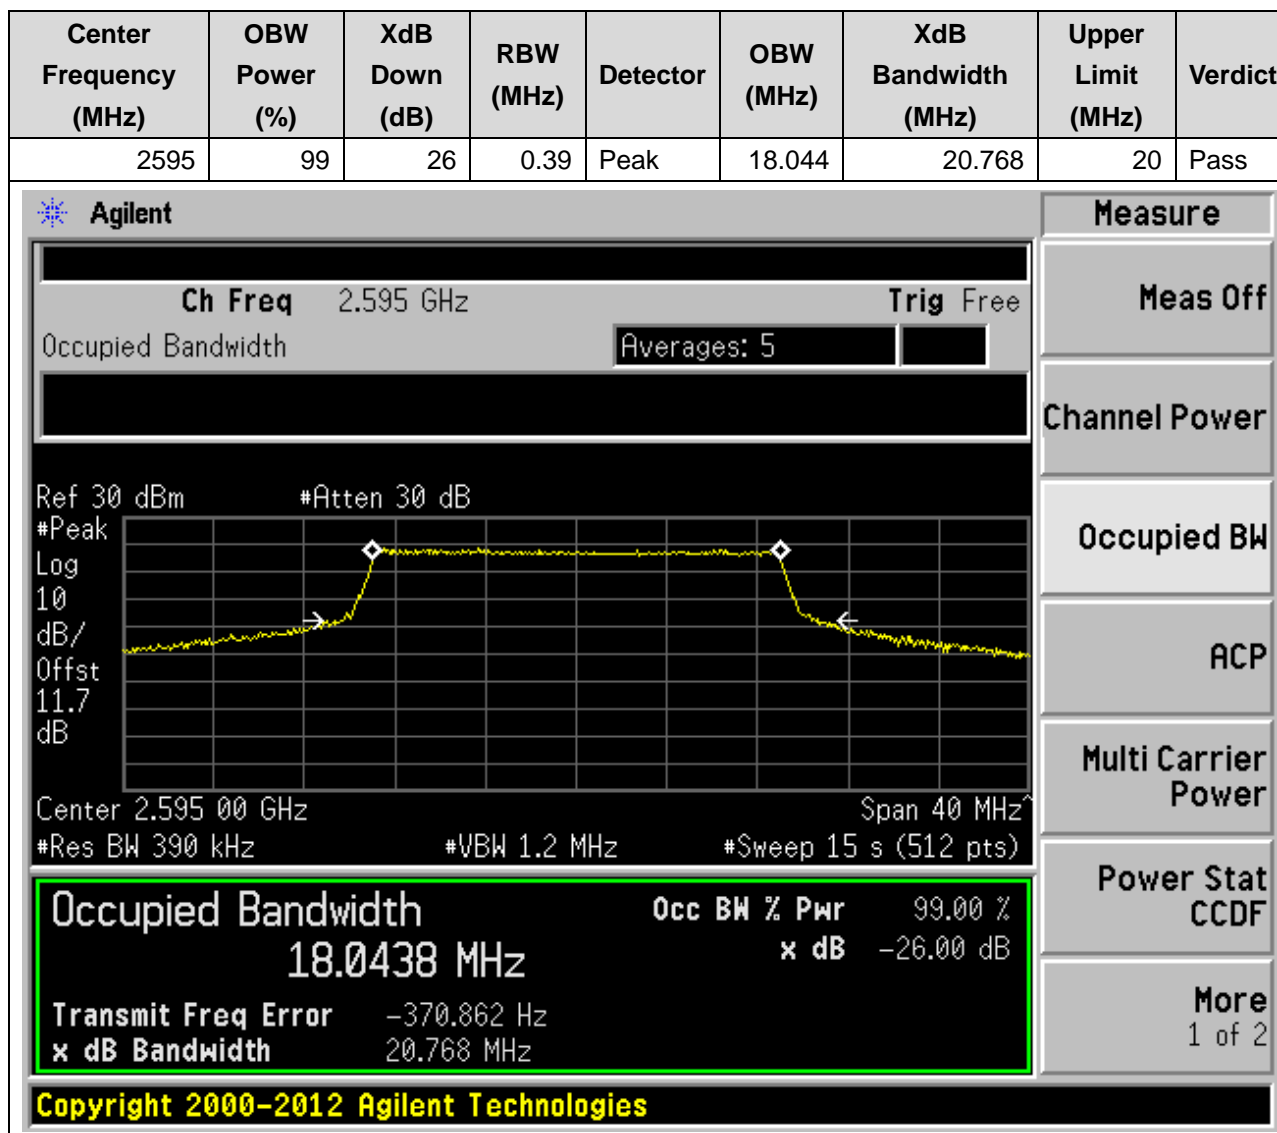 Center Frequency (MHz) OBW Power (%) XdB Down (dB) RBW (MHz) Detector OBW (MHz) XdB Bandwidth (MHz) Upper Limit (MHz) Verdict
2595 99 26 0.39 Peak 18.044 20.768 20 Pass
Agilent
Measure
Ch Freq 2.595 GHz Trig Free
Occupied Bandwidth Averages: 5
Ref 30 dBm #Atten 30 dB
#Peak
Log
10
dB/
Offst
11.7
dB
Center 2.595 00 GHz Span 40 MHz^
#Res BW 390 kHz #VBW 1.2 MHz #Sweep 15 s (512 pts)
Occupied Bandwidth
18.0438 MHz
Occ BW % Pwr 99.00 %
x dB -26.00 dB
Transmit Freq Error -370.862 Hz
x dB Bandwidth 20.768 MHz
Meas Off
Channel Power
Occupied BW
ACP
Multi Carrier
Power
Power Stat
CCDF
More
1 of 2
Copyright 2000-2012 Agilent Technologies